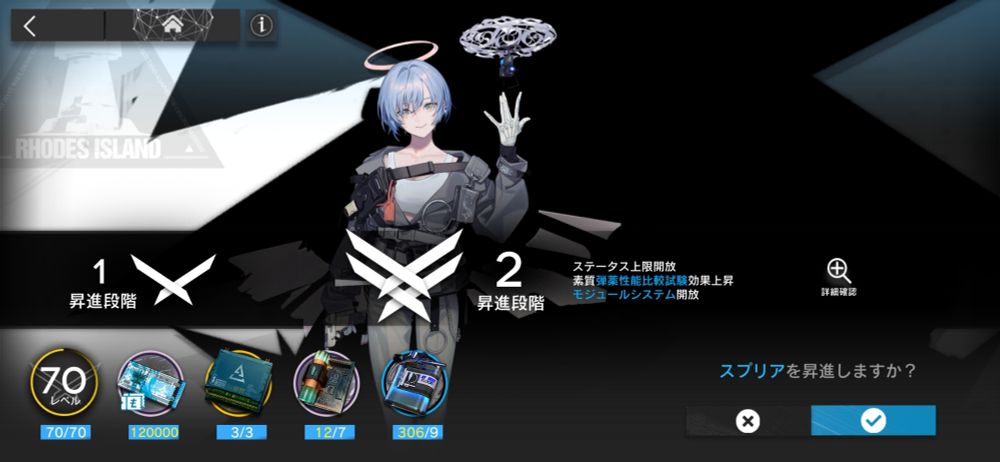 RHODES ISLAND
1
昇進段階
2
昇進段階
ステータス上限開放
素質弾薬性能比較試験効果上昇
モジュールシステム開放
詳細確認
70
レベル
70/70
120000
3/3
12/7
306/9
スプリアを昇進しますか？